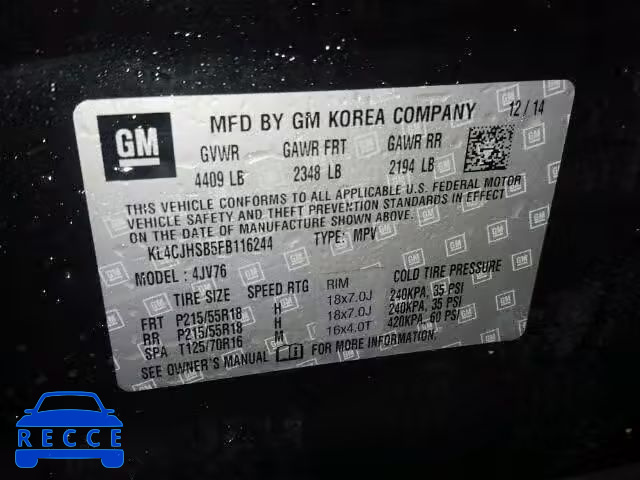 GM
MFD BY GM KOREA COMPANY 12/14
GVWR GAWR FRT GAWR RR
4409 LB 2348 LB 2194 LB
THIS VEHICLE CONFORMS TO ALL APPLICABLE U.S. FEDERAL MOTOR
VEHICLE SAFETY AND THEFT PREVENTION STANDARDS IN EFFECT
ON THE DATE OF MANUFACTURE SHOWN ABOVE.
KL4CJHSB5FB116244 TYPE: MPV
MODEL: 4JV76
TIRE SIZE SPEED RTG RIM COLD TIRE PRESSURE
FRT P215/55R18 H 18x7.0J 240KPA, 35 PSI
RR P215/55R18 H 18x7.0J 240KPA, 35 PSI
SPA T125/70R16 M 16x4.0T 420KPA, 60 PSI
SEE OWNER'S MANUAL FOR MORE INFORMATION.
RECCE